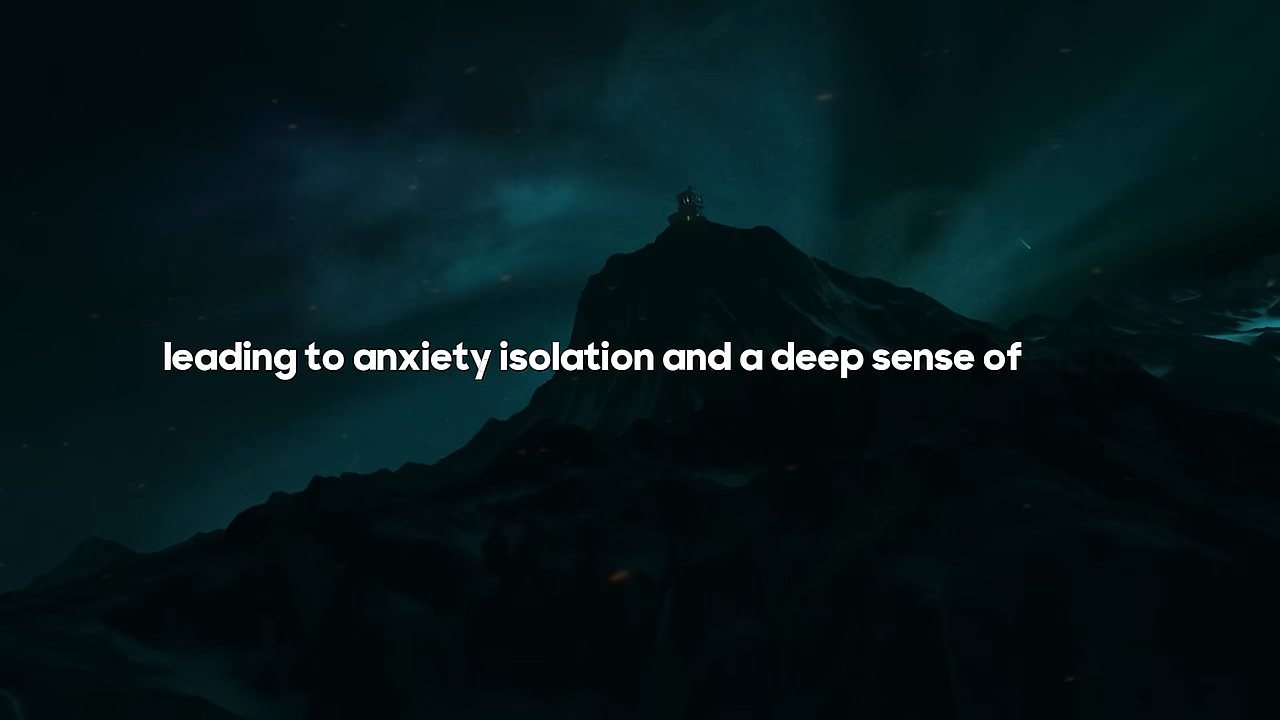 leading to anxiety isolation and a deep sense of